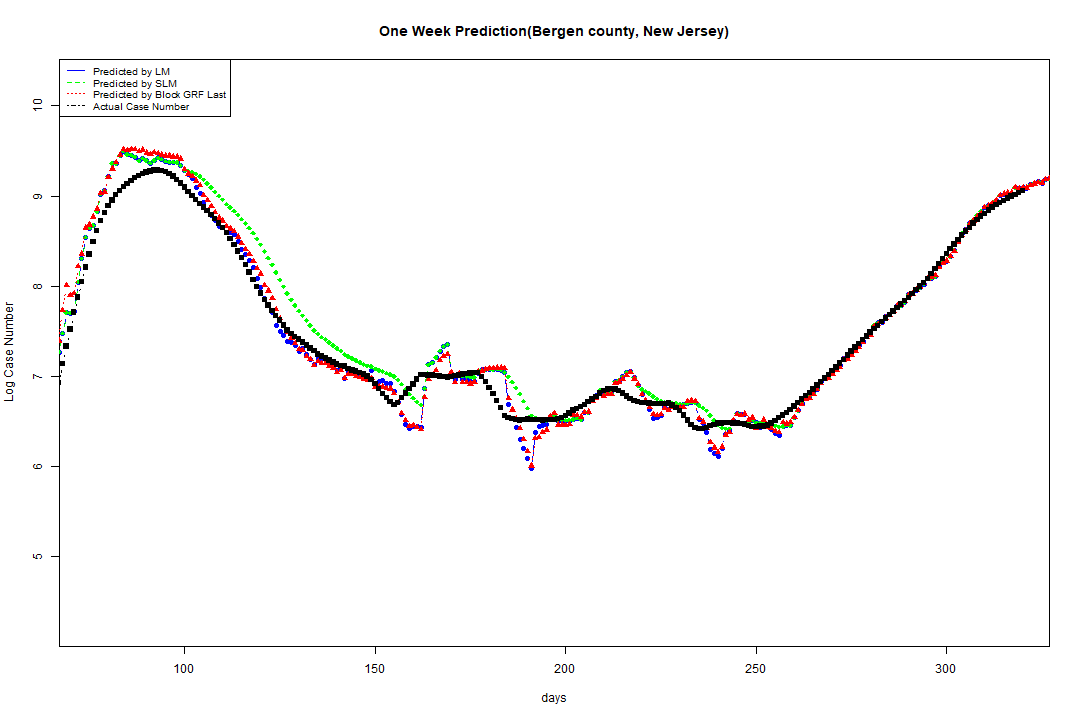 One Week Prediction(Bergen county, New Jersey)
Predicted by LM
Predicted by SLM
Predicted by Block GRF Last
Actual Case Number
10
9
8
7
6
5
Log Case Number
100 150 200 250 300
days